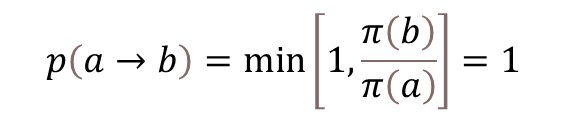 p(a → b) = min [1, π(b)/π(a)] = 1